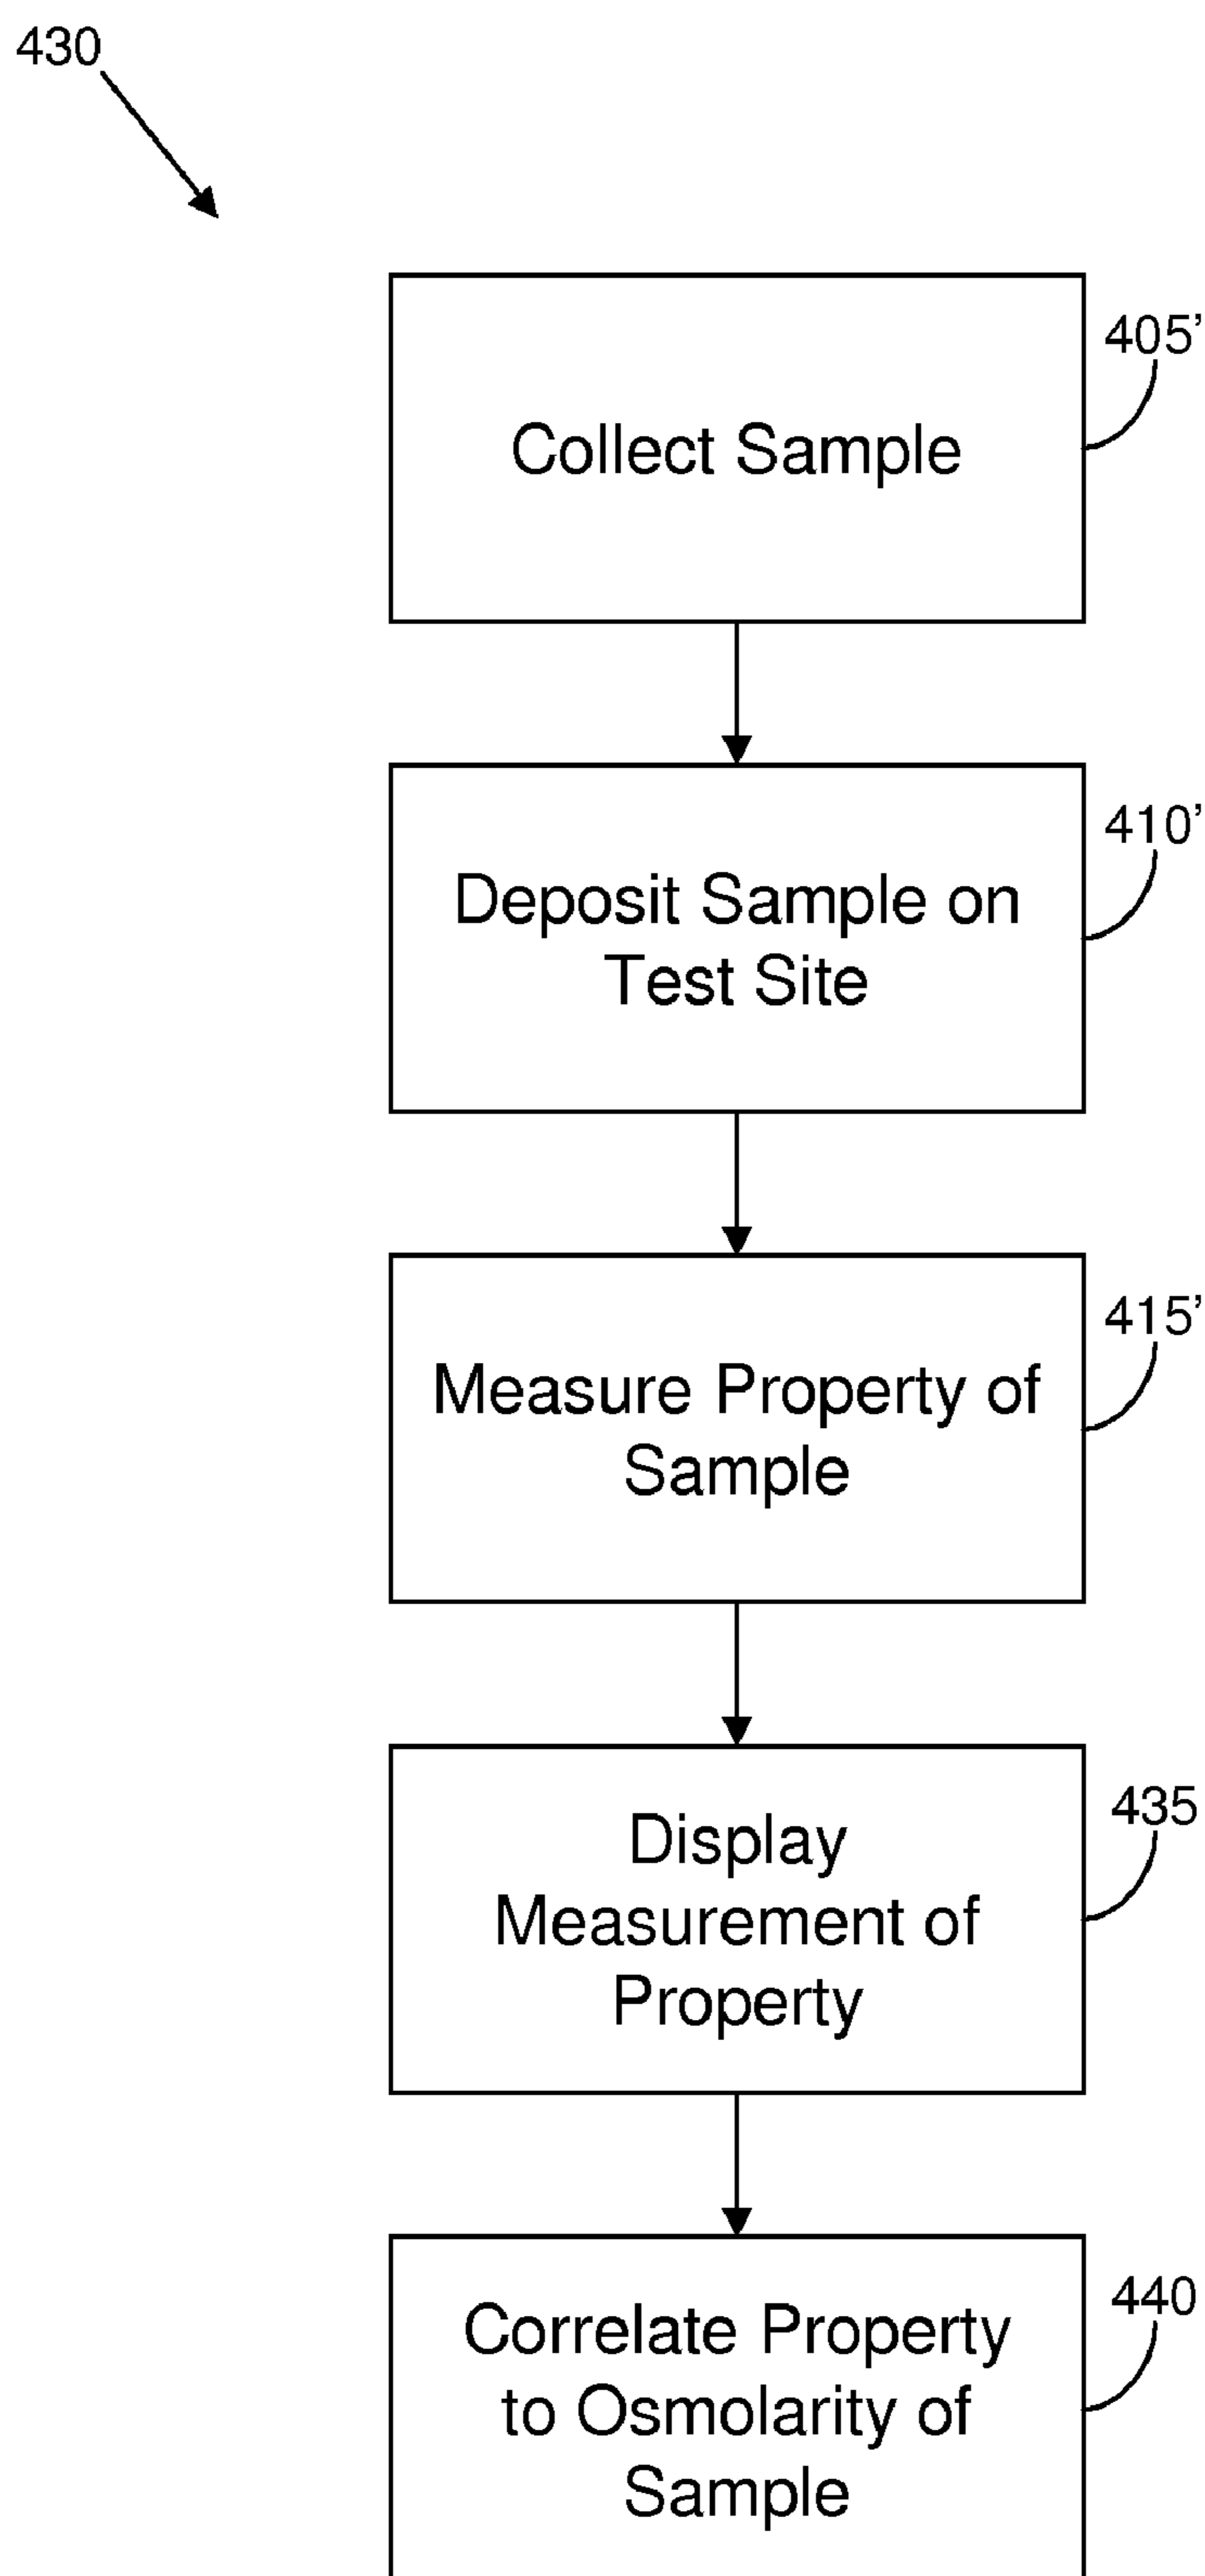 430
405’
Collect Sample
410’
Deposit Sample on
Test Site
415’
Measure Property of
Sample
435
Display
Measurement of
Property
440
Correlate Property
to Osmolarity of
Sample